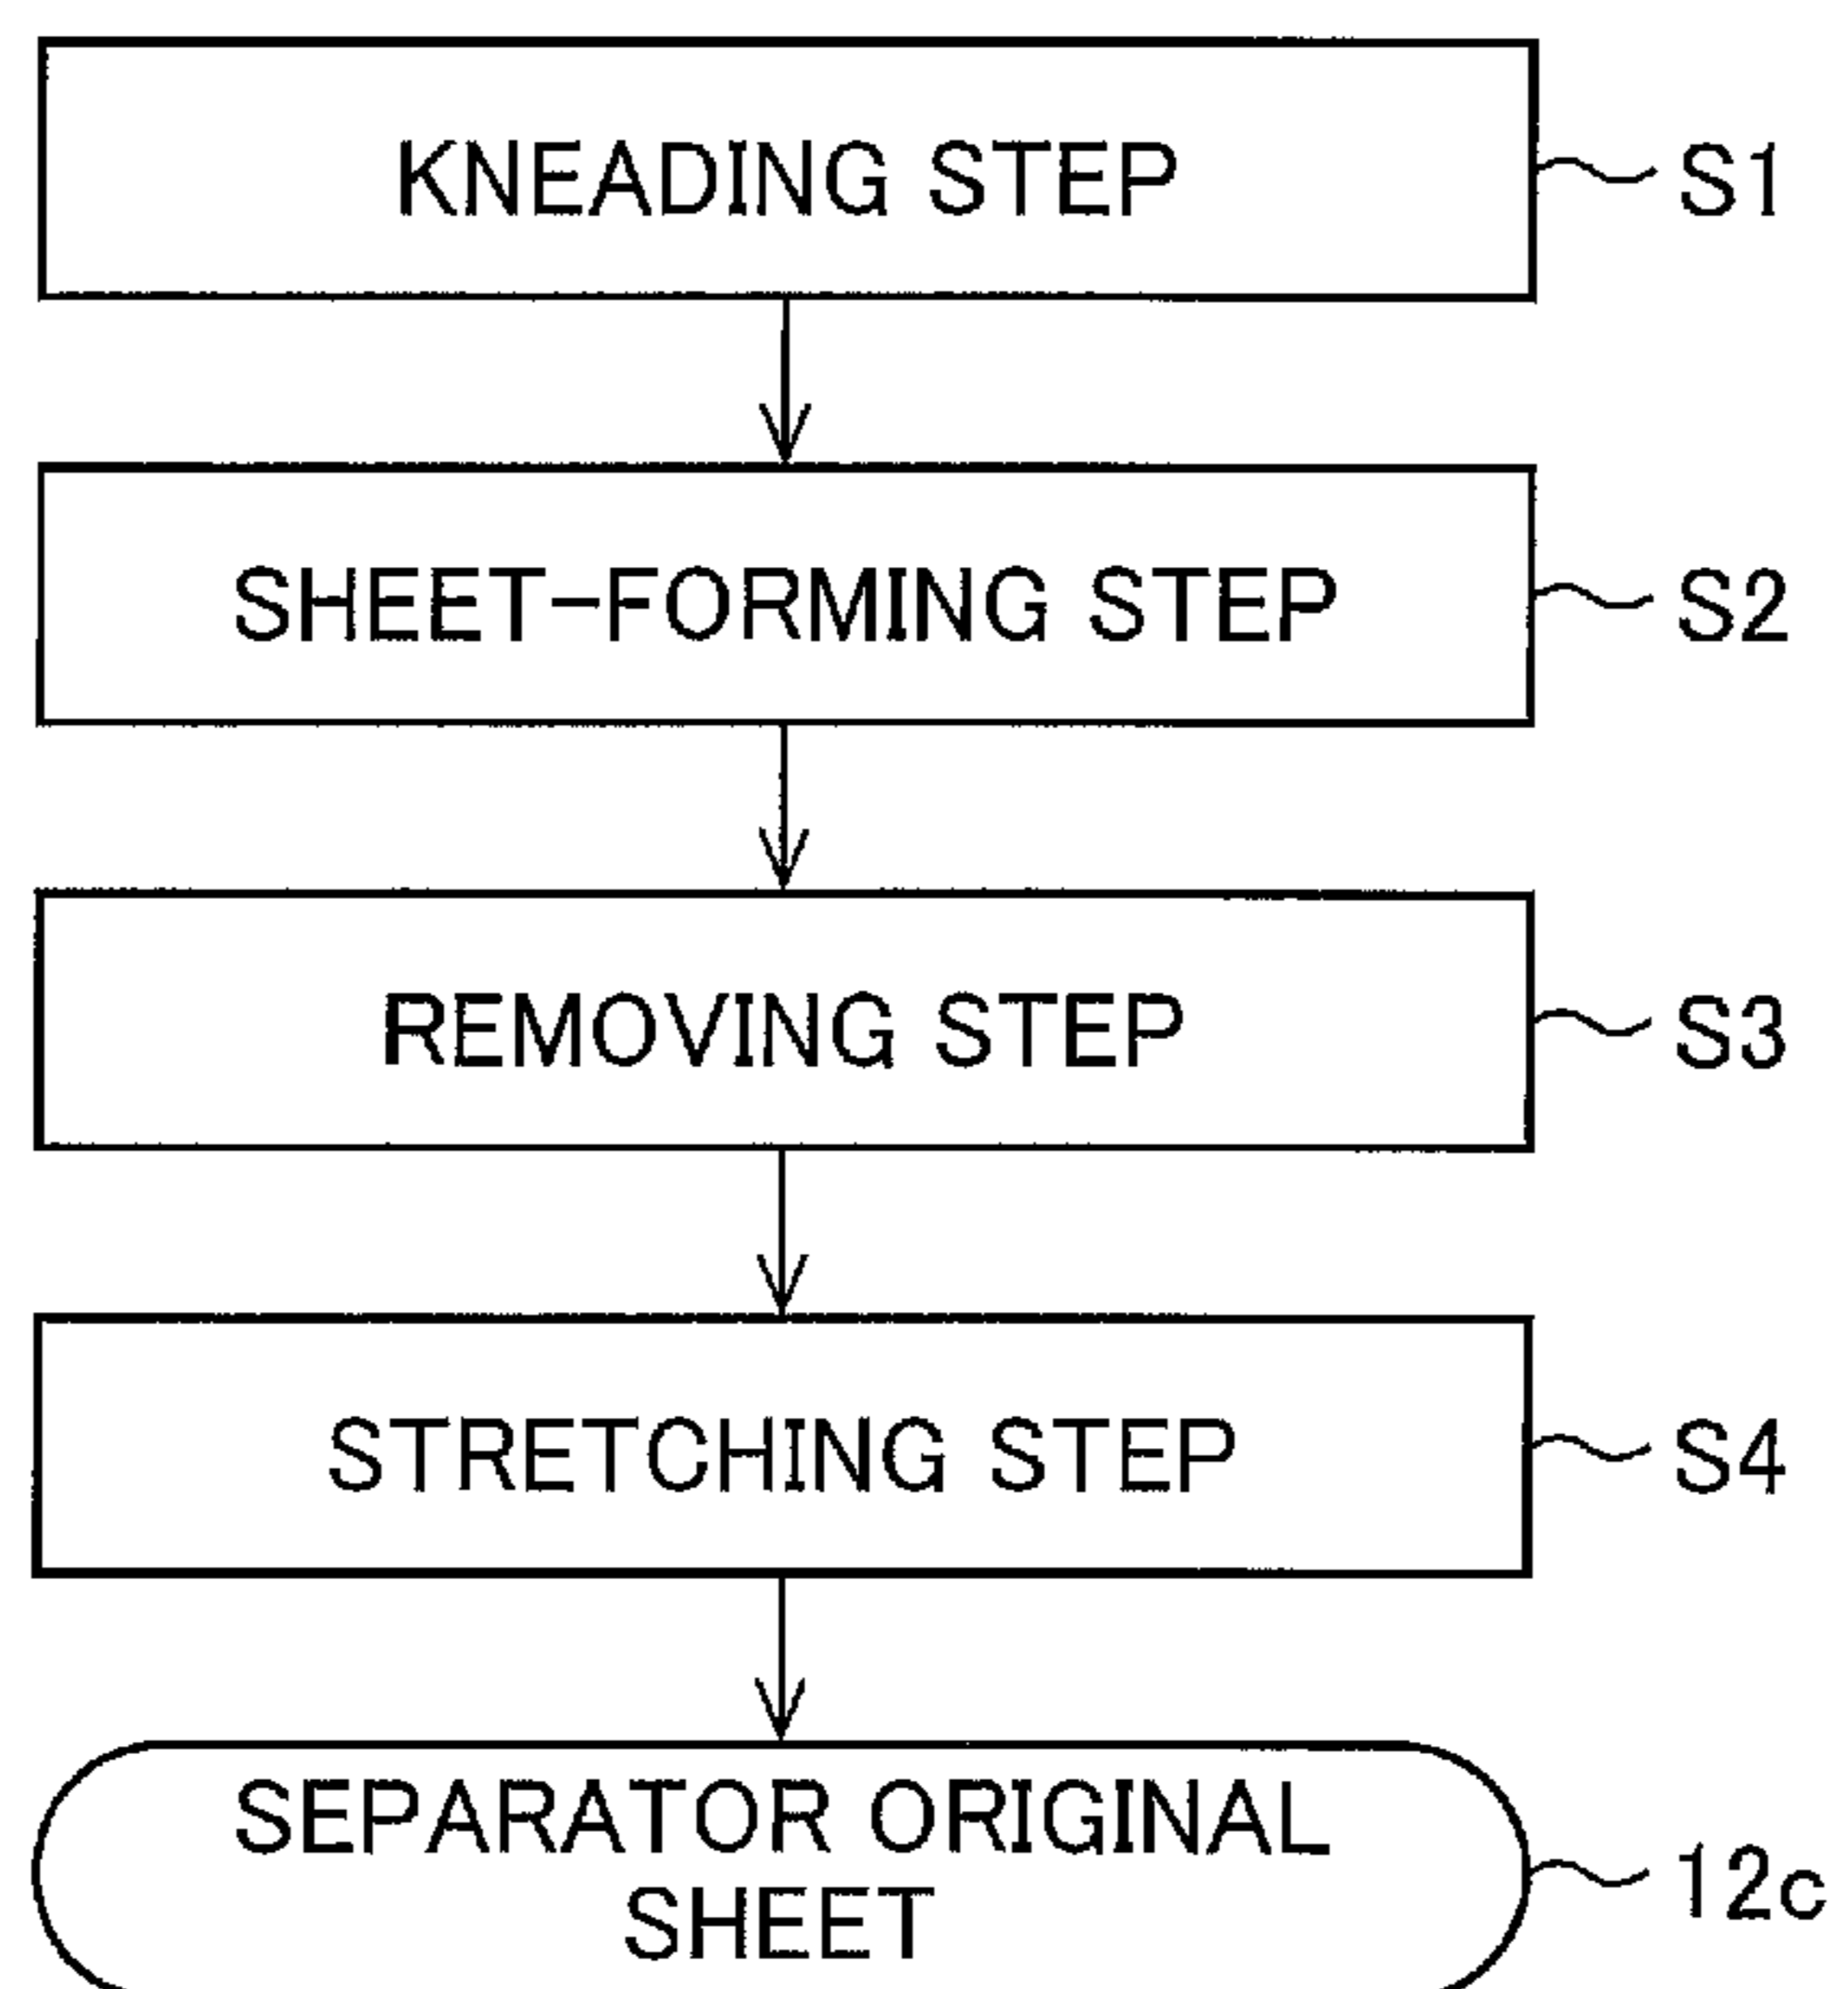 KNEADING STEP S1
SHEET-FORMING STEP S2
REMOVING STEP S3
STRETCHING STEP S4
SEPARATOR ORIGINAL
SHEET
12c